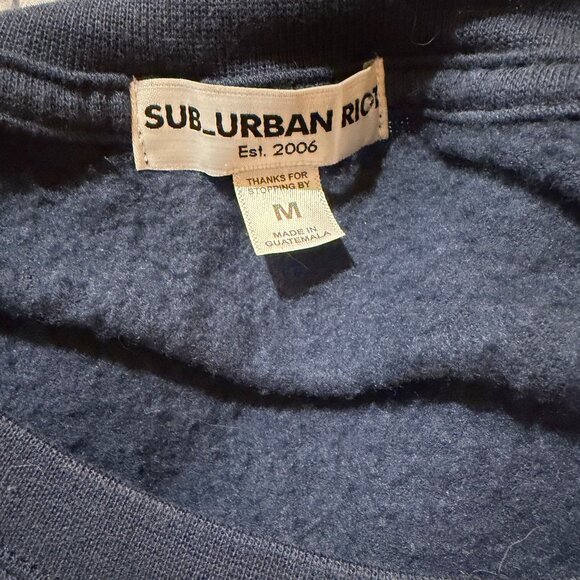 SUB_URBAN RIOT
Est. 2006
THANKS FOR
STOPPING BY
M
MADE IN
GUATEMALA